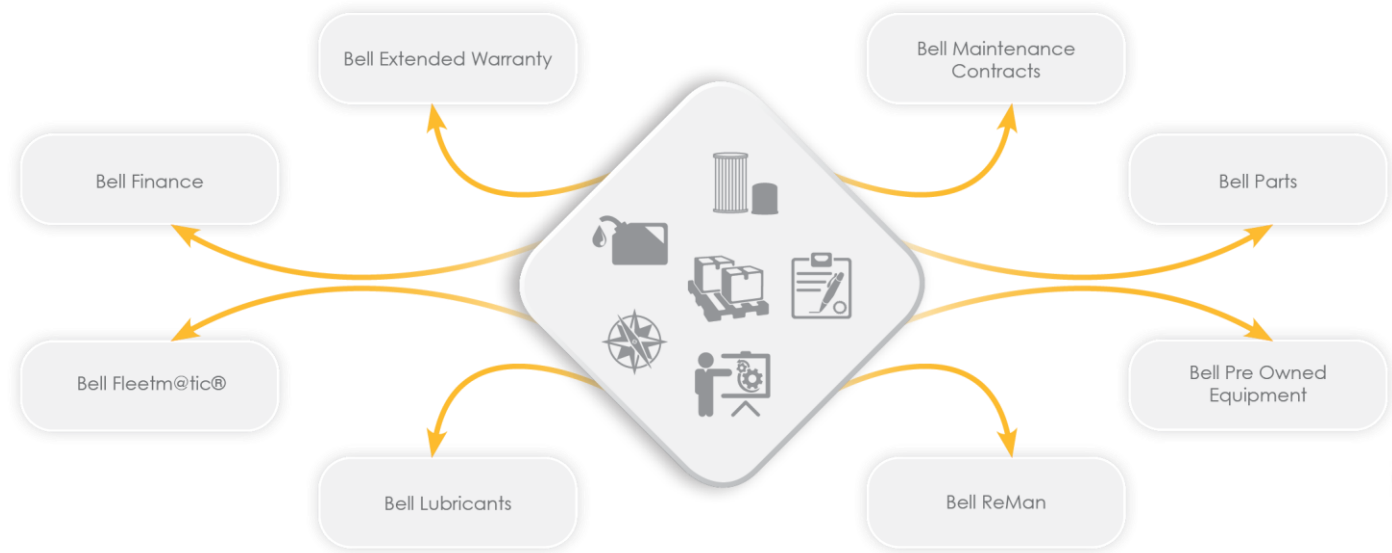 Bell Extended Warranty
Bell Maintenance
Contracts
Bell Finance
Bell Parts
Bell Fleetm@tic®
Bell Pre Owned
Equipment
Bell Lubricants
Bell ReMan